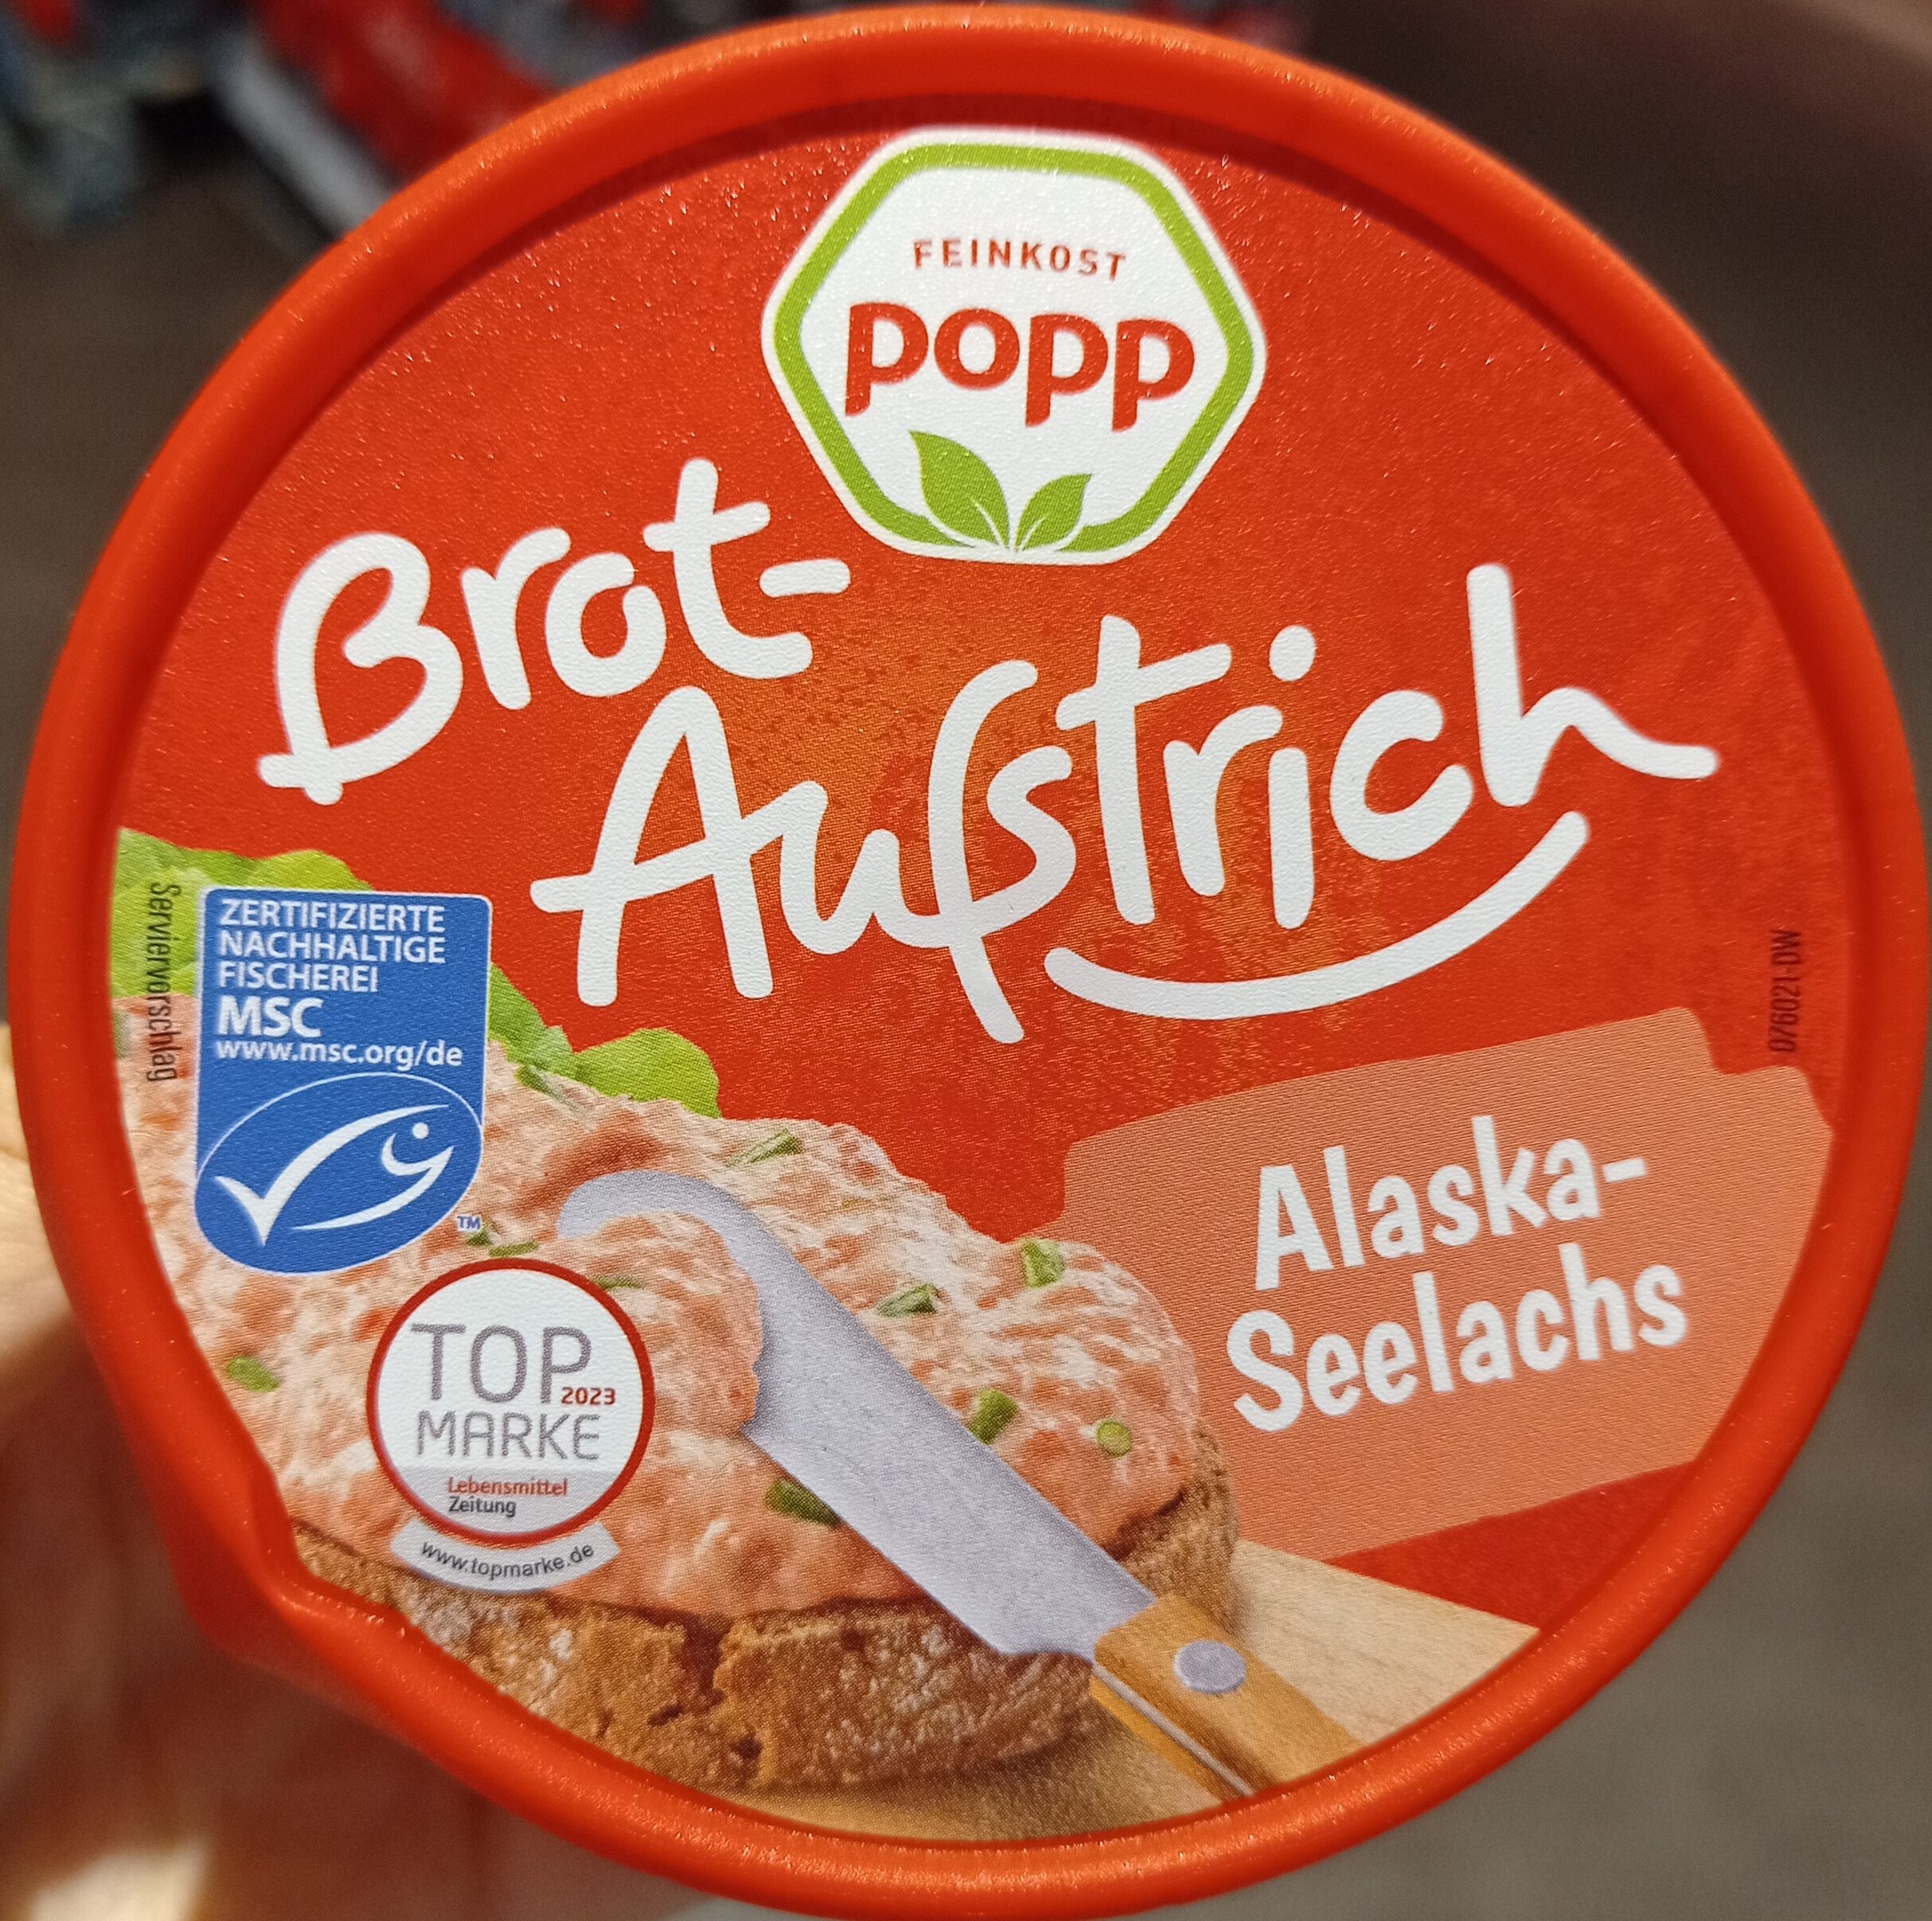 FEINKOST
popp
Brot-
Aufstrich
Serviervorschlag
ZERTIFIZIERTE
NACHHALTIGE
FISCHEREI
MSC
www.msc.org/de
TM
076021-DW
Alaska-
Seelachs
TOP
2023
MARKE
Lebensmittel
Zeitung
www.topmarke.de